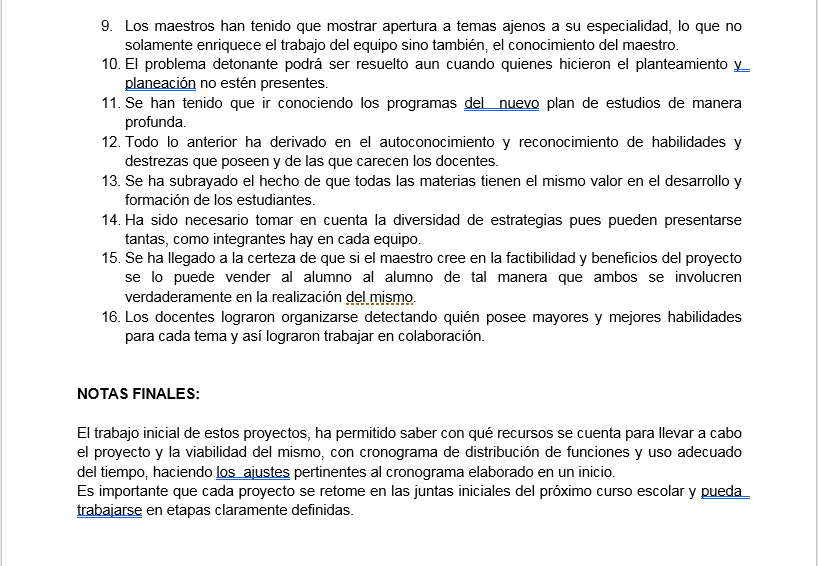 9. Los maestros han tenido que mostrar apertura a temas ajenos a su especialidad, lo que no
solamente enriquece el trabajo del equipo sino también, el conocimiento del maestro.
10. El problema detonante podrá ser resuelto aun cuando quienes hicieron el planteamiento y
planeación no estén presentes.
11. Se han tenido que ir conociendo los programas del nuevo plan de estudios de manera
profunda.
12. Todo lo anterior ha derivado en el autoconocimiento y reconocimiento de habilidades y
destrezas que poseen y de las que carecen los docentes.
13. Se ha subrayado el hecho de que todas las materias tienen el mismo valor en el desarrollo y
formación de los estudiantes.
14. Ha sido necesario tomar en cuenta la diversidad de estrategias pues pueden presentarse
tantas, como integrantes hay en cada equipo.
15. Se ha llegado a la certeza de que si el maestro cree en la factibilidad y beneficios del proyecto
se lo puede vender al alumno al alumno de tal manera que ambos se involucren
verdaderamente en la realización del mismo.
16. Los docentes lograron organizarse detectando quién posee mayores y mejores habilidades
para cada tema y así lograron trabajar en colaboración.
NOTAS FINALES:
El trabajo inicial de estos proyectos, ha permitido saber con qué recursos se cuenta para llevar a cabo
el proyecto y la viabilidad del mismo, con cronograma de distribución de funciones y uso adecuado
del tiempo, haciendo los ajustes pertinentes al cronograma elaborado en un inicio.
Es importante que cada proyecto se retome en las juntas iniciales del próximo curso escolar y pueda
trabajarse en etapas claramente definidas.